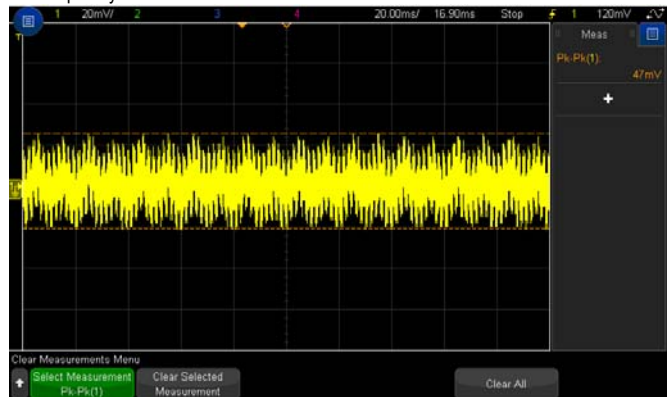 1 20mV/ 2 3 4 20.00ms/ 16.90ms Stop 1 120mV
Meas
Pk-Pk(1):
47mV
+
T
Clear Measurements Menu
Select Measurement
Pk-Pk(1)
Clear Selected
Measurement
Clear All